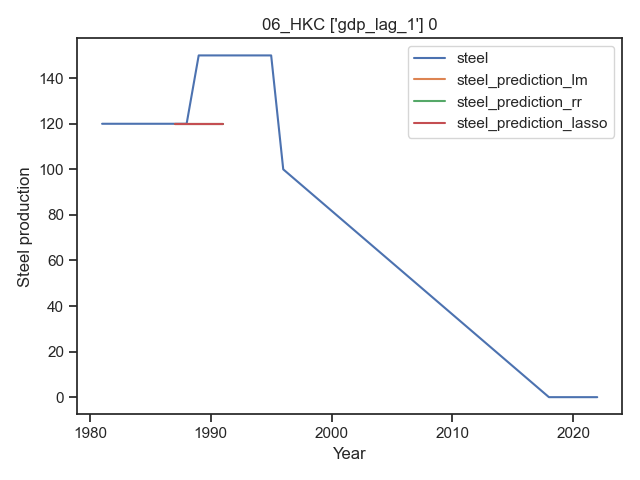 06_HKC ['gdp_lag_1'] 0
steel
steel_prediction_lm
steel_prediction_rr
steel_prediction_lasso
Steel production
140
120
100
80
60
40
20
0
1980 1990 2000 2010 2020
Year